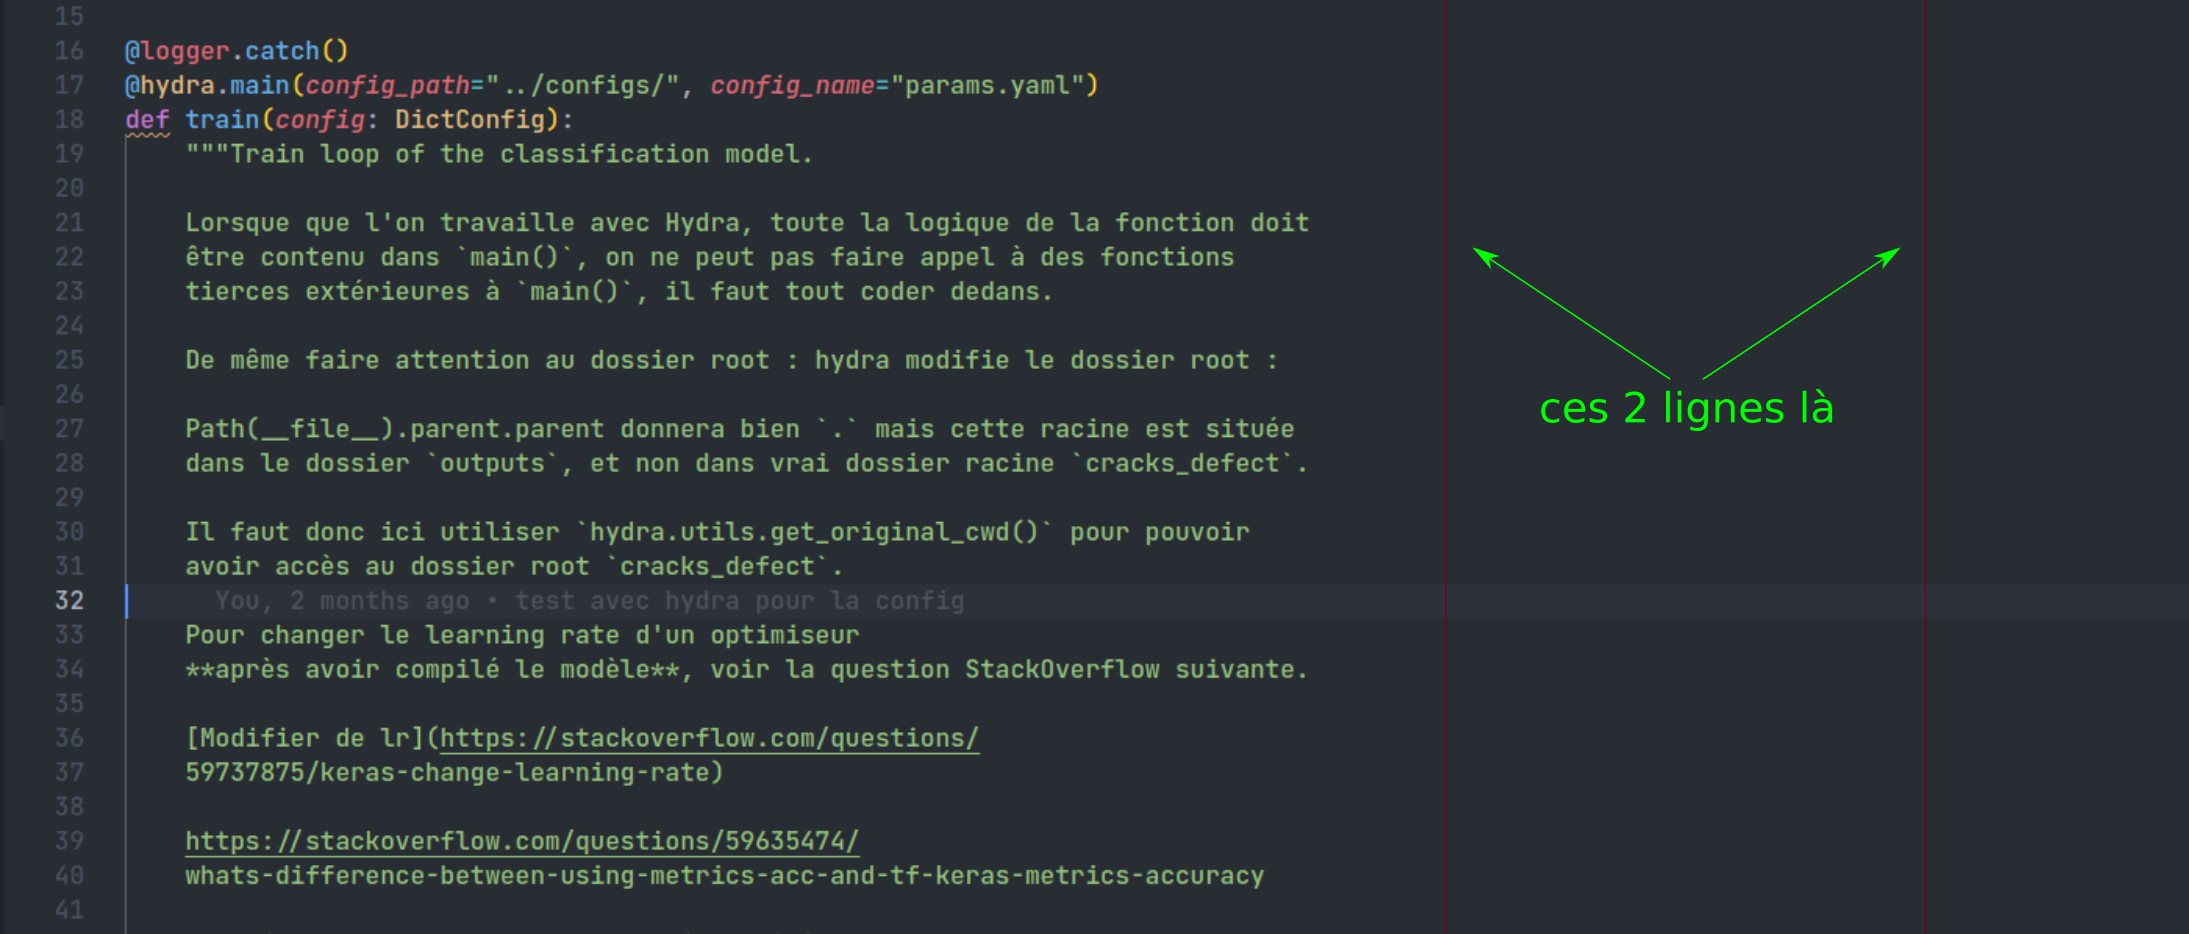 15
16 @logger.catch()
17 @hydra.main(config_path="../configs/", config_name="params.yaml")
18 def train(config: DictConfig):
19 """Train loop of the classification model.
20
21 Lorsque que l'on travaille avec Hydra, toute la logique de la fonction doit
22 être contenu dans `main()`, on ne peut pas faire appel à des fonctions
23 tierces extérieures à `main()`, il faut tout coder dedans.
24
25 De même faire attention au dossier root : hydra modifie le dossier root :
26
ces 2 lignes là
27 Path(__file__).parent.parent donnera bien `.` mais cette racine est située
28 dans le dossier `outputs`, et non dans vrai dossier racine `cracks_defect`.
29
30 Il faut donc ici utiliser `hydra.utils.get_original_cwd()` pour pouvoir
31 avoir accès au dossier root `cracks_defect`.
32 You, 2 months ago • test avec hydra pour la config
33 Pour changer le learning rate d'un optimiseur
34 **après avoir compilé le modèle**, voir la question StackOverflow suivante.
35
36 [Modifier de lr](https://stackoverflow.com/questions/
37 59737875/keras-change-learning-rate)
38
39 https://stackoverflow.com/questions/59635474/
40 whats-difference-between-using-metrics-acc-and-tf-keras-metrics-accuracy
41